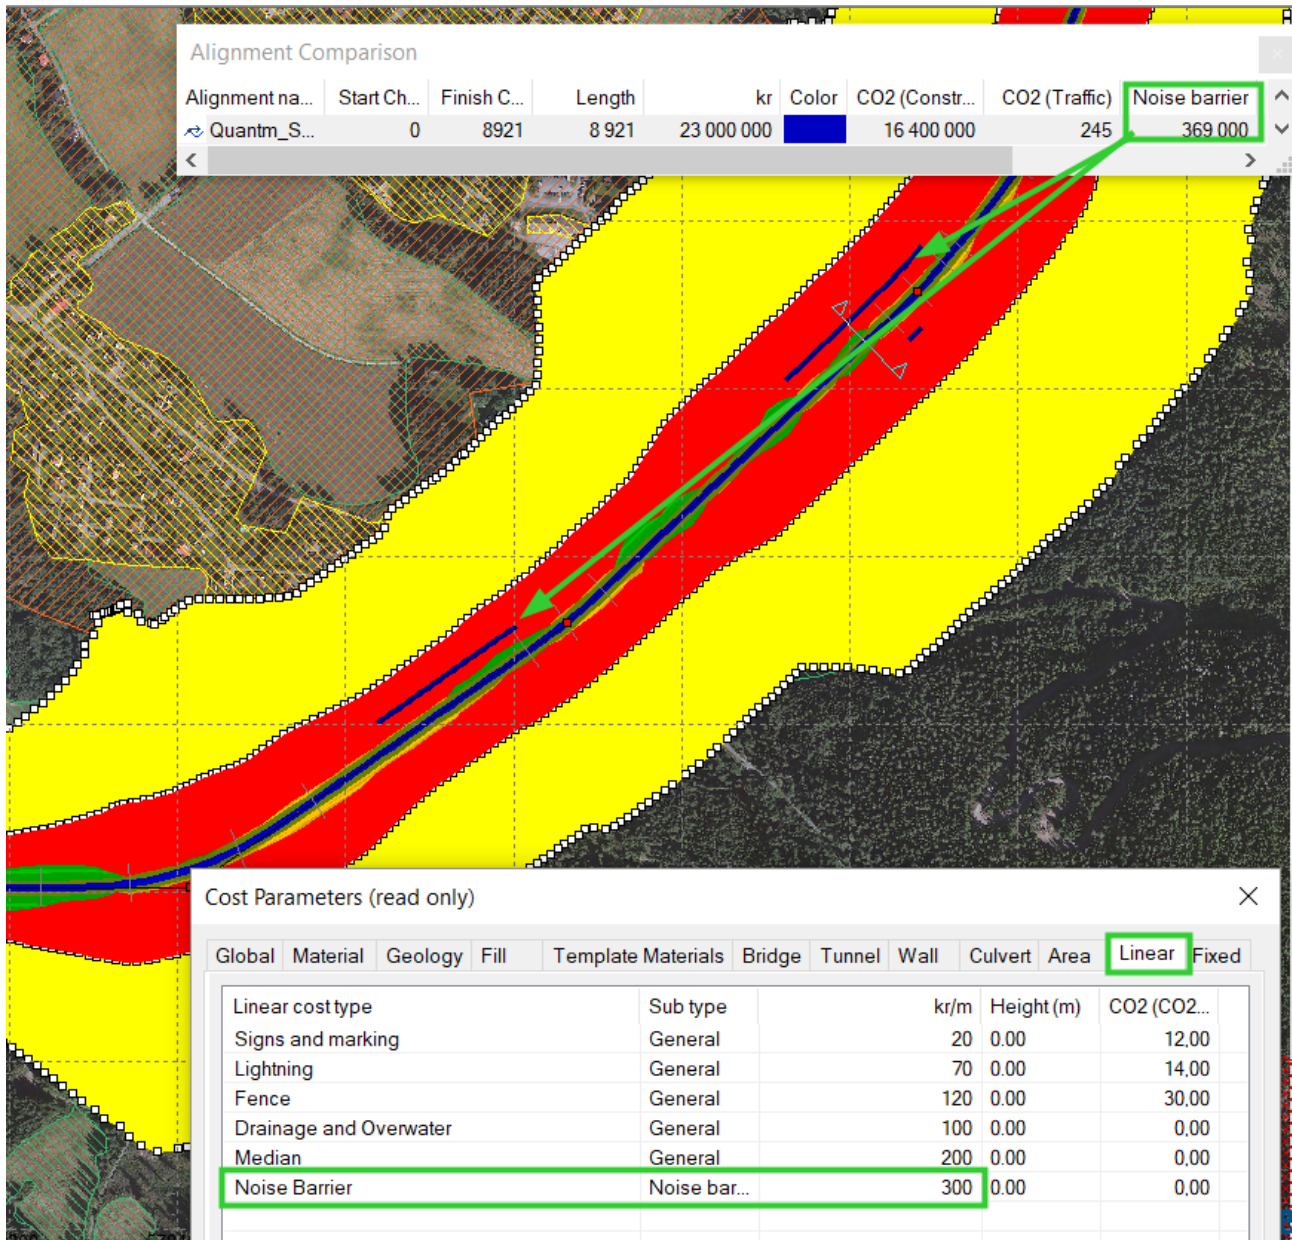 Alignment Comparison
Alignment na... Start Ch... Finish C... Length kr Color CO2 (Constr... CO2 (Traffic) Noise barrier
Quantm_S... 0 8921 8 921 23 000 000 16 400 000 245 369 000
Cost Parameters (read only)
Global Material Geology Fill Template Materials Bridge Tunnel Wall Culvert Area Linear Fixed
Linear cost type Sub type kr/m Height (m) CO2 (CO2...
Signs and marking General 20 0.00 12,00
Lightning General 70 0.00 14,00
Fence General 120 0.00 30,00
Drainage and Overwater General 100 0.00 0,00
Median General 200 0.00 0,00
Noise Barrier Noise bar... 300 0.00 0,00